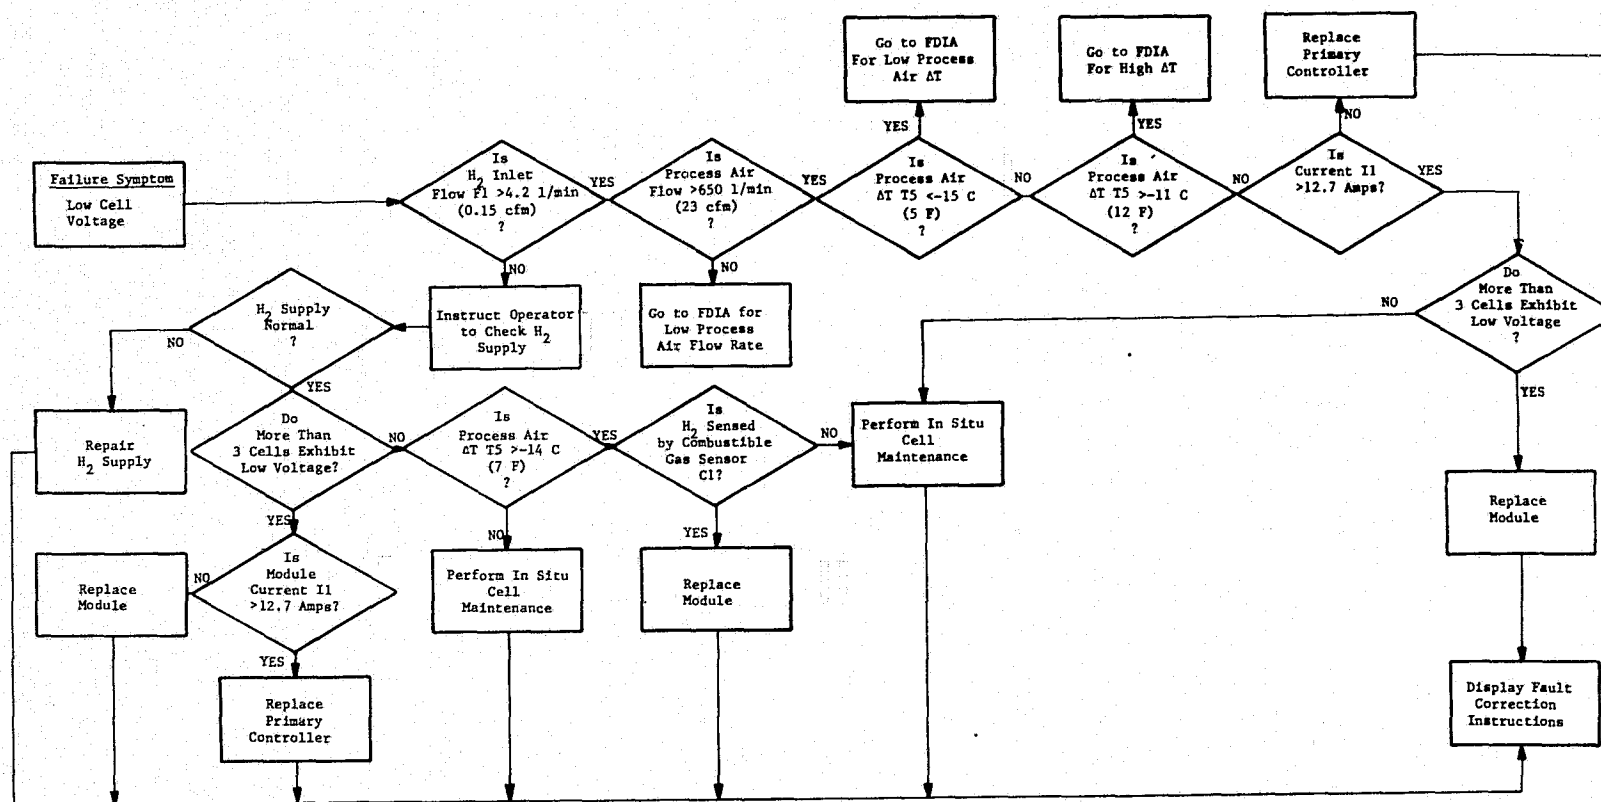 Go to FDIA
For Low Process
Air ΔT
Go to FDIA
For High ΔT
Replace
Primary
Controller
YES
YES
NO
Failure Symptom
Low Cell
Voltage
Is
H2 Inlet
Flow F1 >4.2 l/min
(0.15 cfm)
?
YES
NO
Is
Process Air
Flow >650 l/min
(23 cfm)
?
YES
NO
Is
Process Air
ΔT T5 <-15 C
(5 F)
?
NO
Is
Process Air
ΔT T5 >-11 C
(12 F)
?
NO
Is
Current I1
>12.7 Amps?
YES
H2 Supply
Normal
?
NO
YES
Instruct Operator
to Check H2
Supply
Go to FDIA for
Low Process
Air Flow Rate
NO
Do
More Than
3 Cells Exhibit
Low Voltage
?
YES
Repair
H2 Supply
Do
More Than
3 Cells Exhibit
Low Voltage?
NO
YES
Is
Process Air
ΔT T5 >-14 C
(7 F)
?
YES
NO
Is
H2 Sensed
by Combustible
Gas Sensor
C1?
NO
YES
Perform In Situ
Cell
Maintenance
Replace
Module
Replace
Module
NO
Is
Module
Current I1
>12.7 Amps?
YES
Perform In Situ
Cell
Maintenance
Replace
Module
Replace
Primary
Controller
Display Fault
Correction
Instructions